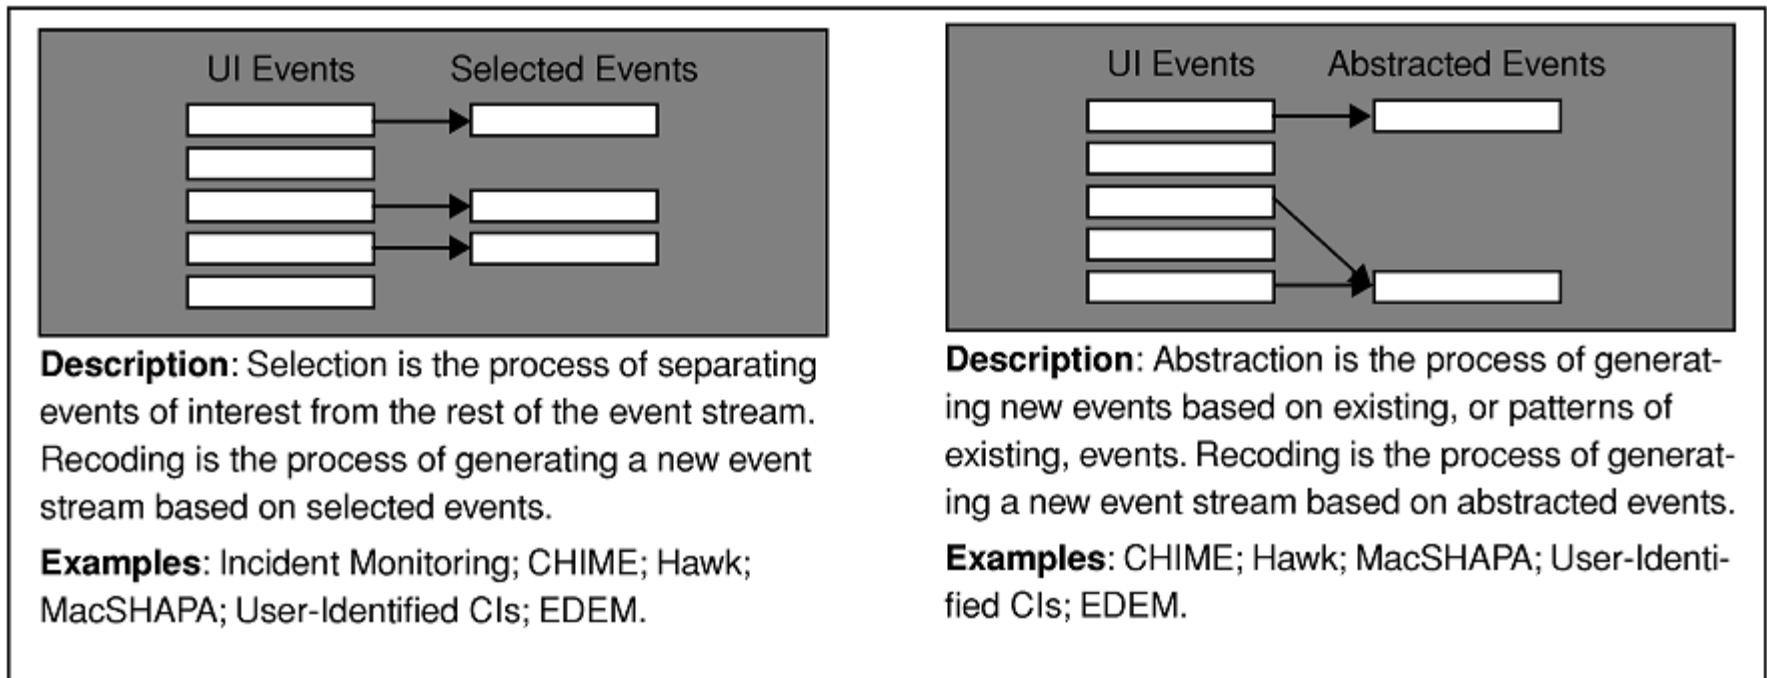 UI Events Selected Events
Description: Selection is the process of separating
events of interest from the rest of the event stream.
Recoding is the process of generating a new event
stream based on selected events.
Examples: Incident Monitoring; CHIME; Hawk;
MacSHAPA; User-Identified CIs; EDEM.
UI Events Abstracted Events
Description: Abstraction is the process of generat-
ing new events based on existing, or patterns of
existing, events. Recoding is the process of generat-
ing a new event stream based on abstracted events.
Examples: CHIME; Hawk; MacSHAPA; User-Identi-
fied CIs; EDEM.